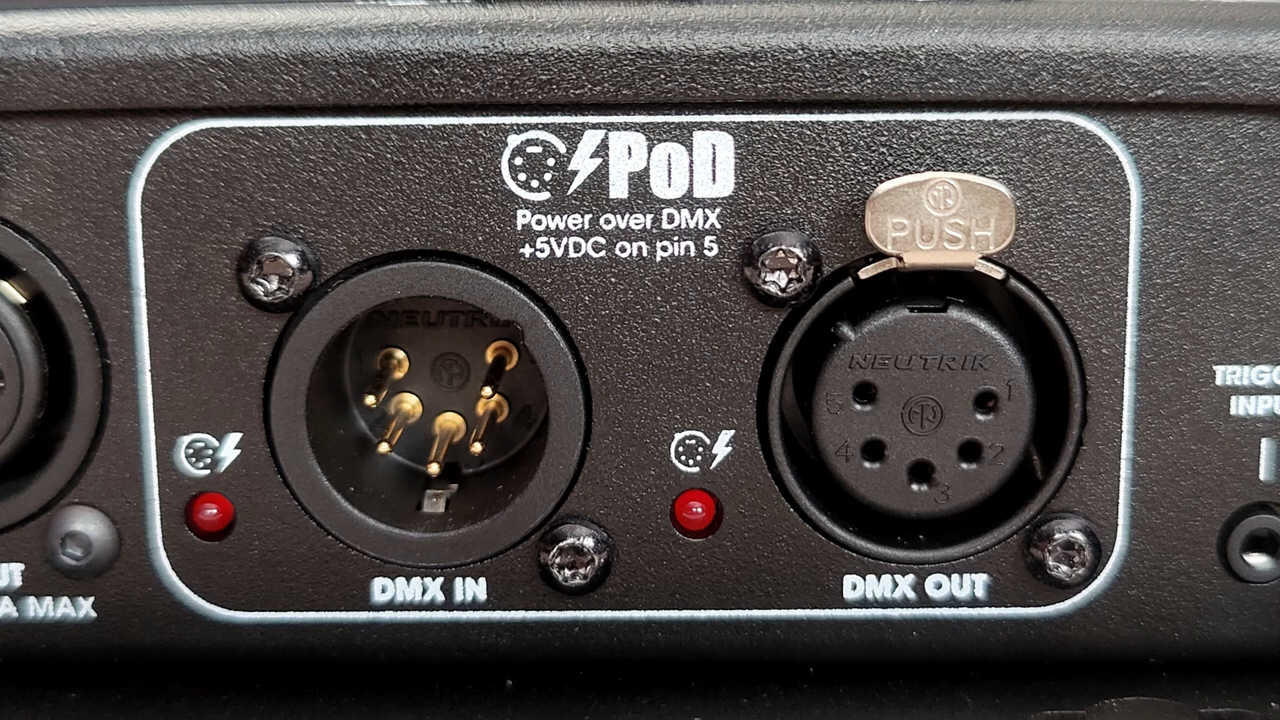 PoD
Power over DMX
+5VDC on pin 5
PUSH
NEUTRIK
NEUTRIK
5
1
4
2
3
4
DMX IN
DMX OUT
UT
A MAX
TRIGG
INPU